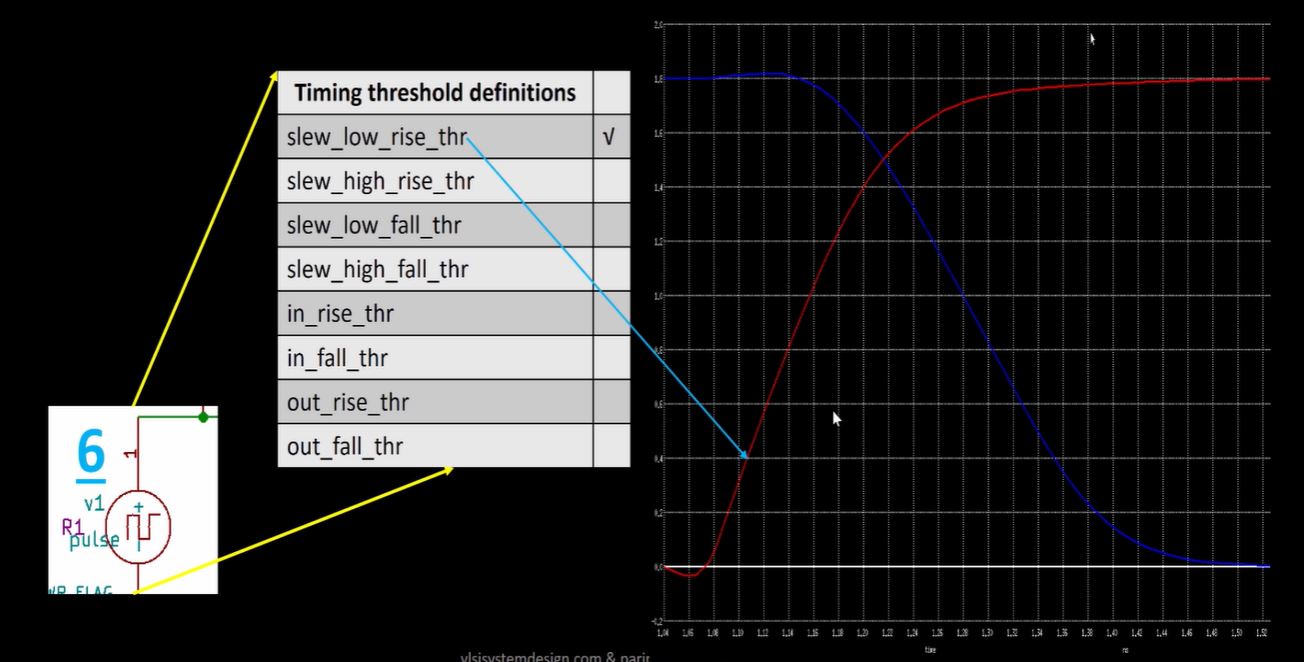 Timing threshold definitions
slew_low_rise_thr √
slew_high_rise_thr
slew_low_fall_thr
slew_high_fall_thr
in_rise_thr
in_fall_thr
out_rise_thr
out_fall_thr
6
1
v1
R1
pulse
2.0
1.8
1.6
1.4
1.2
1.0
0.8
0.6
0.4
0.2
0.0
-0.2
1.04 1.06 1.08 1.10 1.12 1.14 1.16 1.18 1.20 1.22 1.24 1.26 1.28 1.30 1.32 1.34 1.36 1.38 1.40 1.42 1.44 1.46 1.48 1.50 1.52
time ns
vlsisystemdesign.com &